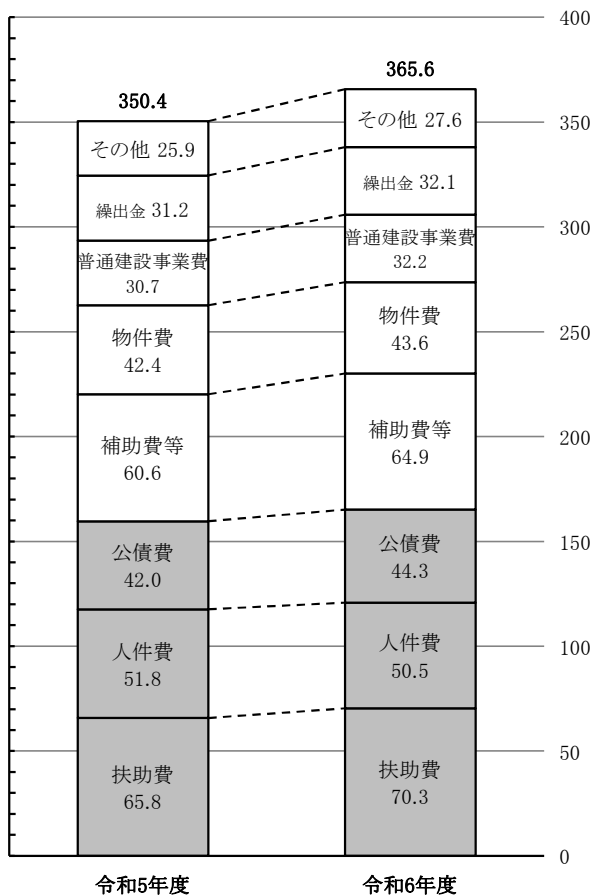 400
350
300
250
200
150
100
50
0
350.4
その他 25.9
繰出金 31.2
普通建設事業費
30.7
物件費
42.4
補助費等
60.6
公債費
42.0
人件費
51.8
扶助費
65.8
令和5年度
365.6
その他 27.6
繰出金 32.1
普通建設事業費
32.2
物件費
43.6
補助費等
64.9
公債費
44.3
人件費
50.5
扶助費
70.3
令和6年度